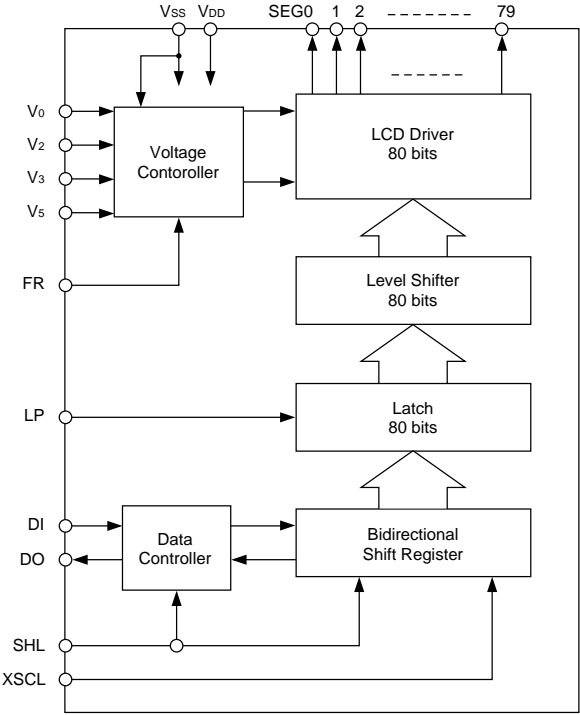 VSS VDD SEG0 1 2 79
V0
V2
V3
V5
Voltage
Contoroller
LCD Driver
80 bits
FR
Level Shifter
80 bits
LP
Latch
80 bits
DI
DO
Data
Controller
Bidirectional
Shift Register
SHL
XSCL